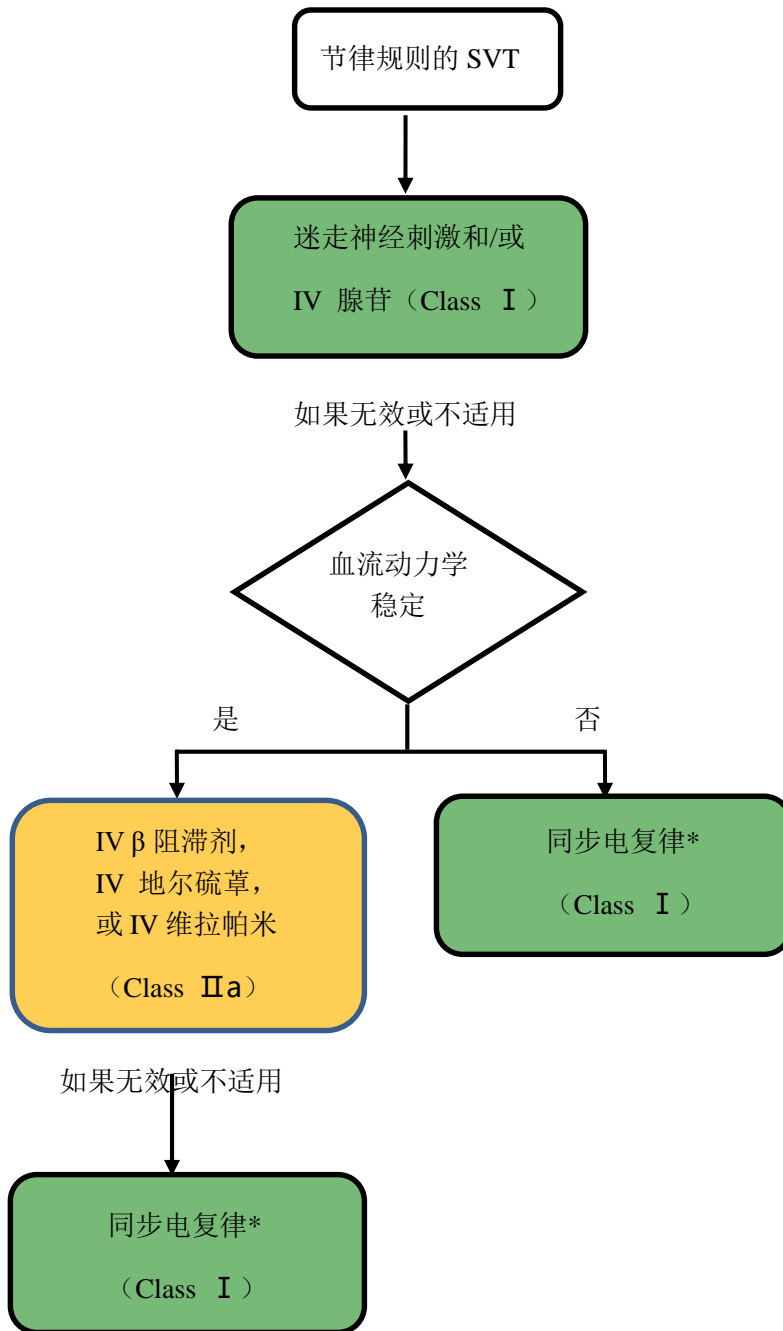 节律规则的 SVT
迷走神经刺激和/或
IV 腺苷（Class Ⅰ）
如果无效或不适用
血流动力学
稳定
是
否
IV β 阻滞剂，
IV 地尔硫䓬，
或 IV 维拉帕米
（Class Ⅱa）
同步电复律*
（Class Ⅰ）
如果无效或不适用
同步电复律*
（Class Ⅰ）